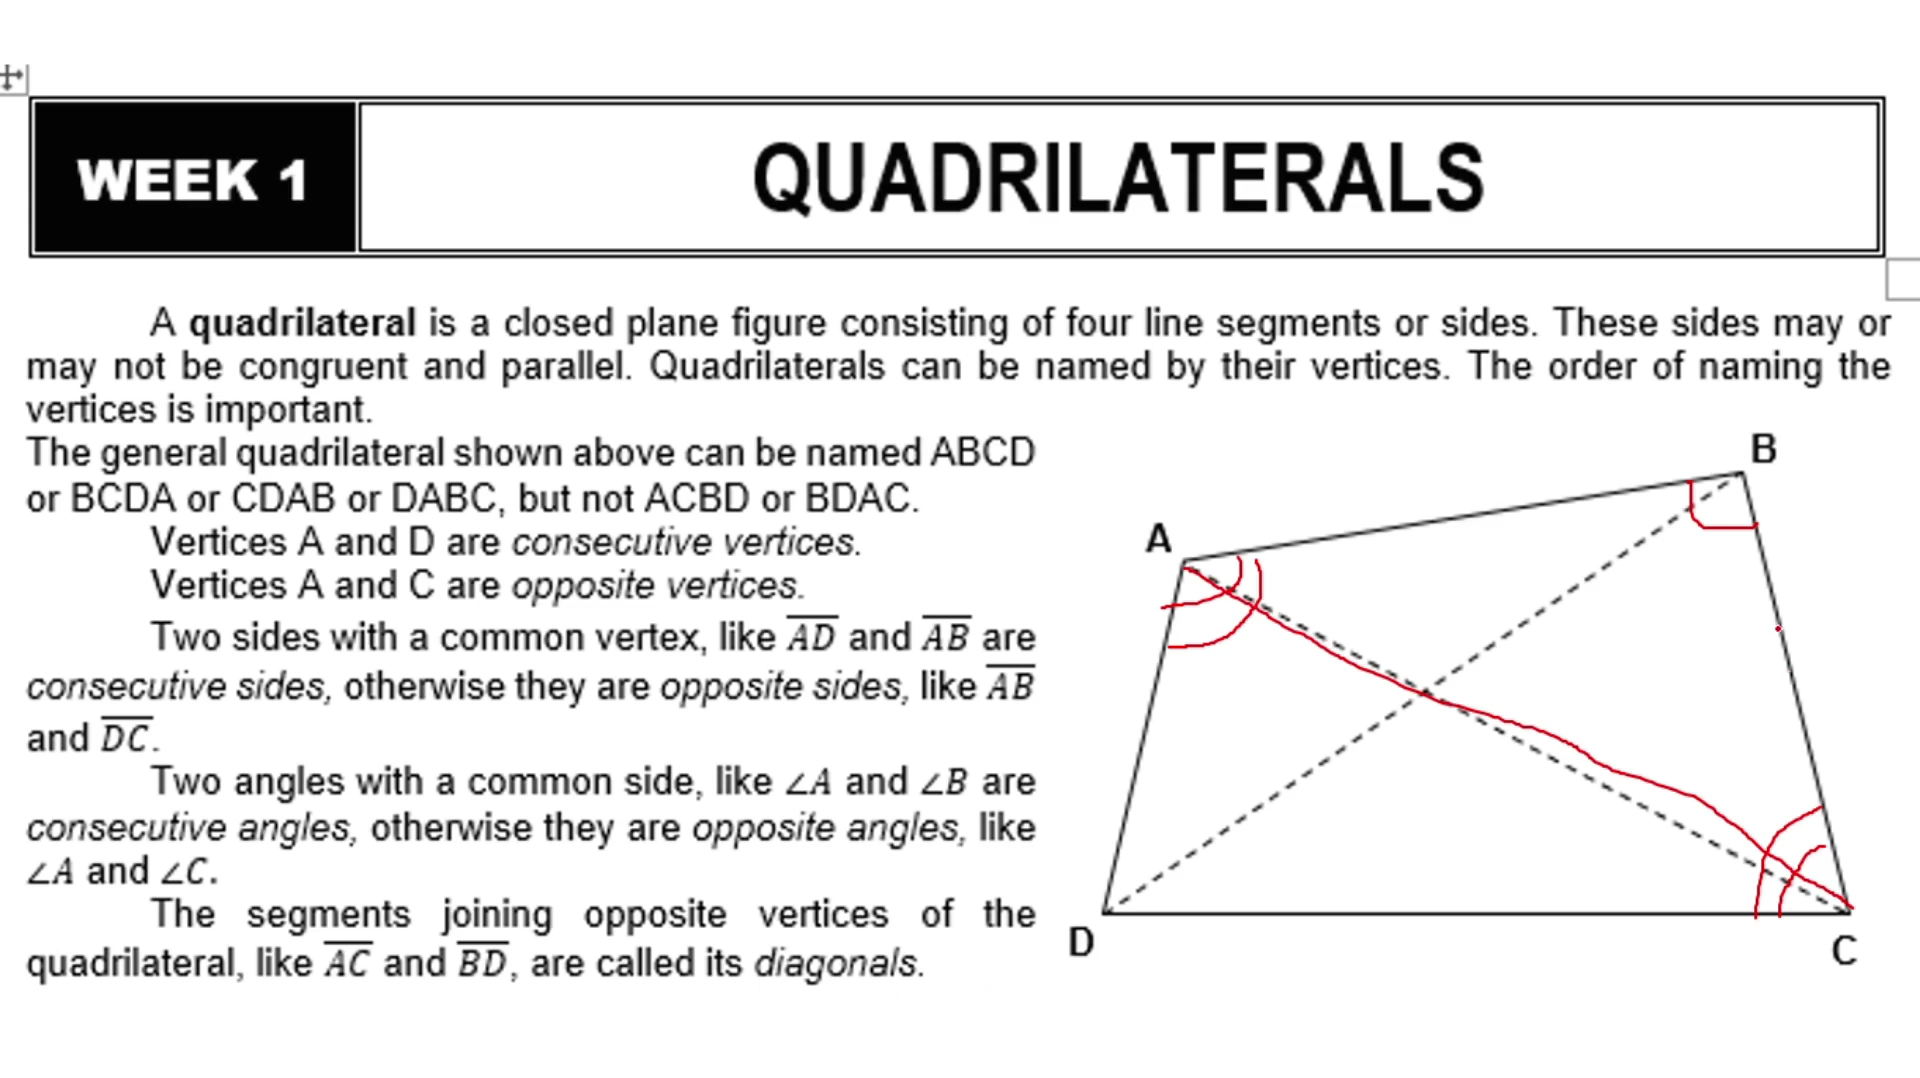 WEEK 1
QUADRILATERALS
A quadrilateral is a closed plane figure consisting of four line segments or sides. These sides may or
may not be congruent and parallel. Quadrilaterals can be named by their vertices. The order of naming the
vertices is important.
The general quadrilateral shown above can be named ABCD
or BCDA or CDAB or DABC, but not ACBD or BDAC.
Vertices A and D are consecutive vertices.
Vertices A and C are opposite vertices.
Two sides with a common vertex, like A̅D̅ and A̅B̅ are
consecutive sides, otherwise they are opposite sides, like A̅B̅
and D̅C̅.
Two angles with a common side, like ∠A and ∠B are
consecutive angles, otherwise they are opposite angles, like
∠A and ∠C.
The segments joining opposite vertices of the
quadrilateral, like A̅C̅ and B̅D̅, are called its diagonals.
B
A
D
C